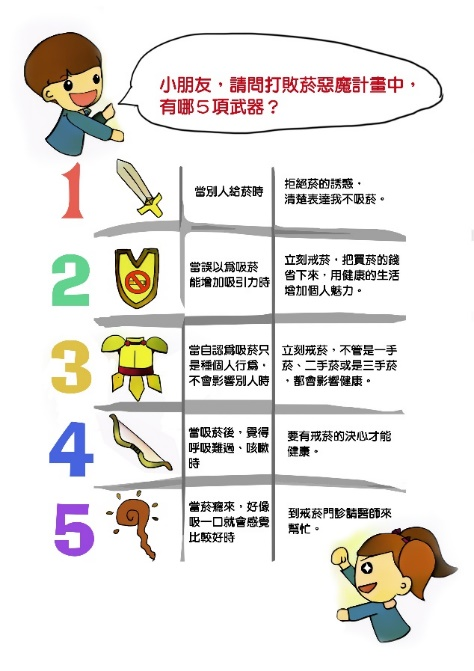 小朋友，請問打敗菸惡魔計畫中，
有哪5項武器？
1
當別人給菸時
拒絕菸的誘惑，
清楚表達我不吸菸。
2
當誤以為吸菸
能增加吸引力時
立刻戒菸，把買菸的錢
省下來，用健康的生活
增加個人魅力。
3
當自認為吸菸只
是種個人行為，
不會影響別人時
立刻戒菸，不管是一手
菸、二手菸或是三手菸
，都會影響健康。
4
當吸菸後，覺得
呼吸難過、咳嗽
時
要有戒菸的決心才能
健康。
5
當菸癮來，好像
吸一口就會感覺
比較好時
到戒菸門診請醫師來
幫忙。